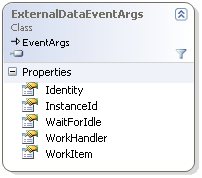 ExternalDataEventArgs
Class
EventArgs
Properties
Identity
InstanceId
WaitForIdle
WorkHandler
WorkItem